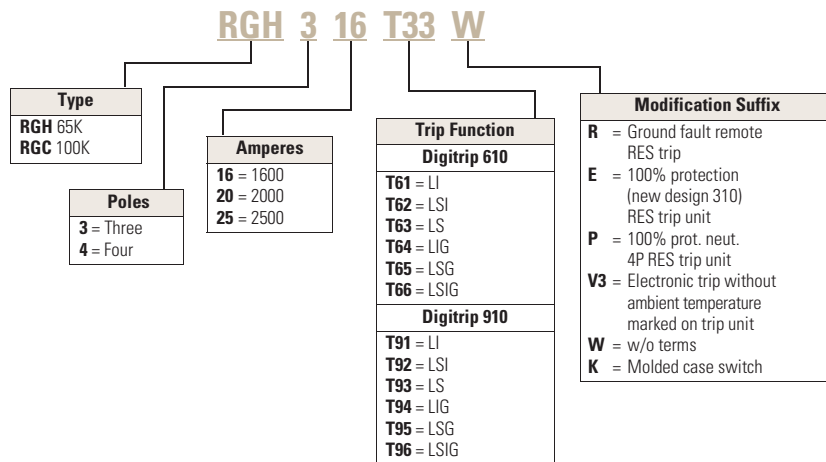 RGH 3 16 T33 W
Type
RGH 65K
RGC 100K
Poles
3 = Three
4 = Four
Amperes
16 = 1600
20 = 2000
25 = 2500
Trip Function
Digitrip 610
T61 = LI
T62 = LSI
T63 = LS
T64 = LIG
T65 = LSG
T66 = LSIG
Digitrip 910
T91 = LI
T92 = LSI
T93 = LS
T94 = LIG
T95 = LSG
T96 = LSIG
Modification Suffix
R = Ground fault remote
RES trip
E = 100% protection
(new design 310)
RES trip unit
P = 100% prot. neut.
4P RES trip unit
V3 = Electronic trip without
ambient temperature
marked on trip unit
W = w/o terms
K = Molded case switch